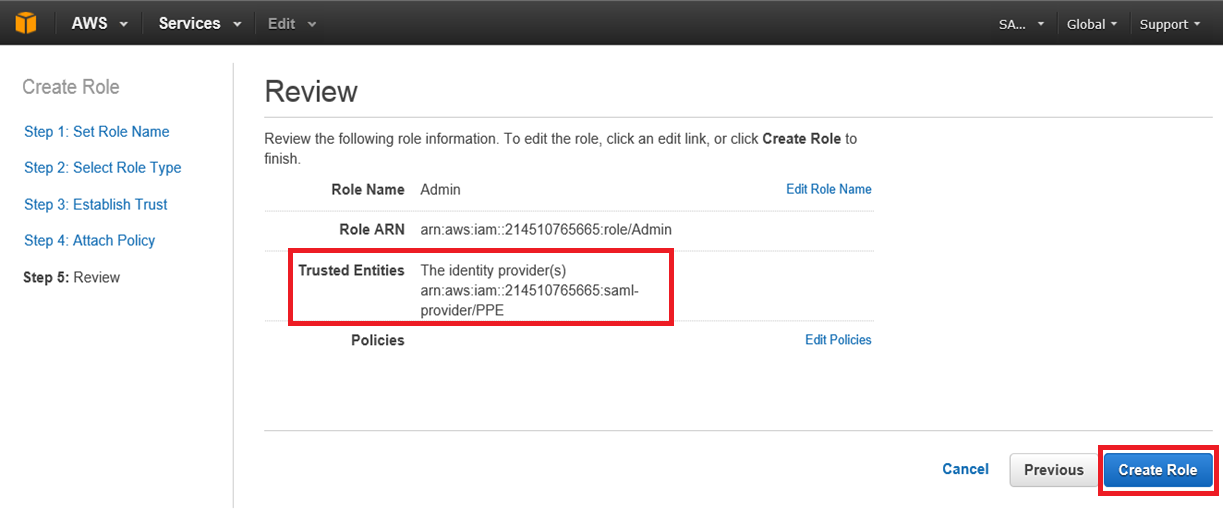 AWS Services Edit SA... Global Support
Create Role
Step 1: Set Role Name
Step 2: Select Role Type
Step 3: Establish Trust
Step 4: Attach Policy
Step 5: Review
Review
Review the following role information. To edit the role, click an edit link, or click Create Role to
finish.
Role Name Admin Edit Role Name
Role ARN arn:aws:iam::214510765665:role/Admin
Trusted Entities The identity provider(s)
arn:aws:iam::214510765665:saml-
provider/PPE
Policies Edit Policies
Cancel Previous Create Role